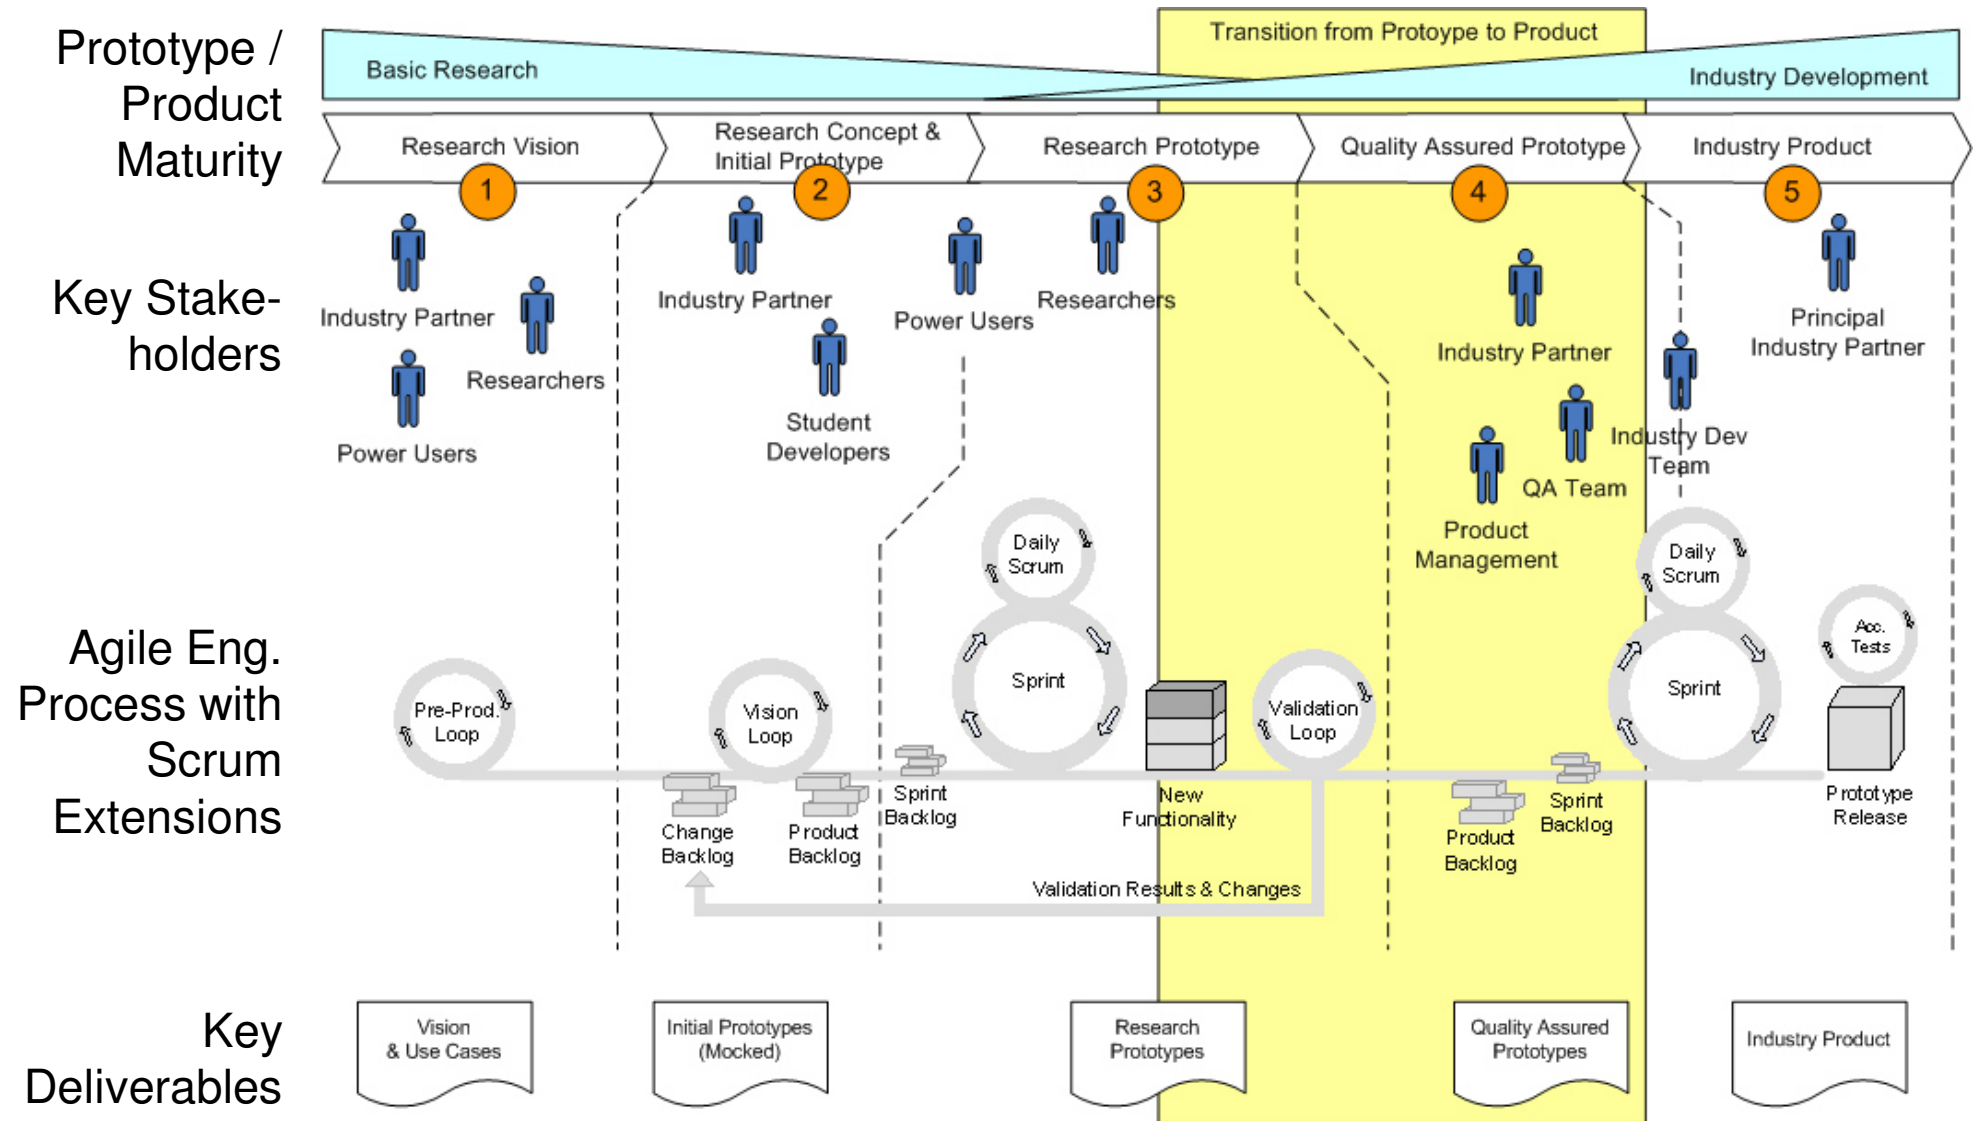 Prototype /
Product
Maturity
Transition from Protoype to Product
Basic Research
Industry Development
Research Vision
Research Concept &
Initial Prototype
Research Prototype
Quality Assured Prototype
Industry Product
1
2
3
4
5
Key Stake-
holders
Industry Partner
Researchers
Power Users
Industry Partner
Student
Developers
Power Users
Researchers
Industry Partner
QA Team
Product
Management
Industry Dev
Team
Principal
Industry Partner
Agile Eng.
Process with
Scrum
Extensions
Pre-Prod.
Loop
Vision
Loop
Change
Backlog
Product
Backlog
Sprint
Backlog
Daily
Scrum
Sprint
New
Functionality
Validation
Loop
Validation Results & Changes
Product
Backlog
Sprint
Backlog
Daily
Scrum
Sprint
Acc.
Tests
Prototype
Release
Key
Deliverables
Vision
& Use Cases
Initial Prototypes
(Mocked)
Research
Prototypes
Quality Assured
Prototypes
Industry Product